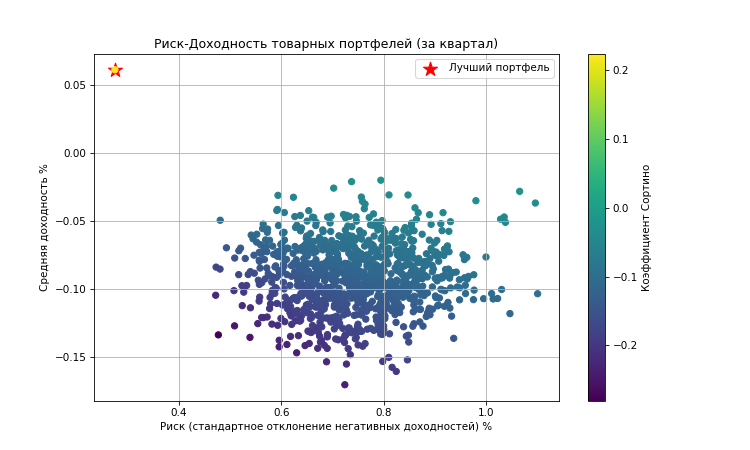 Риск-Доходность товарных портфелей (за квартал)
Лучший портфель
Средняя доходность %
0.05
0.00
−0.05
−0.10
−0.15
0.4
0.6
0.8
1.0
Риск (стандартное отклонение негативных доходностей) %
0.2
0.1
0.0
−0.1
−0.2
Коэффициент Сортино